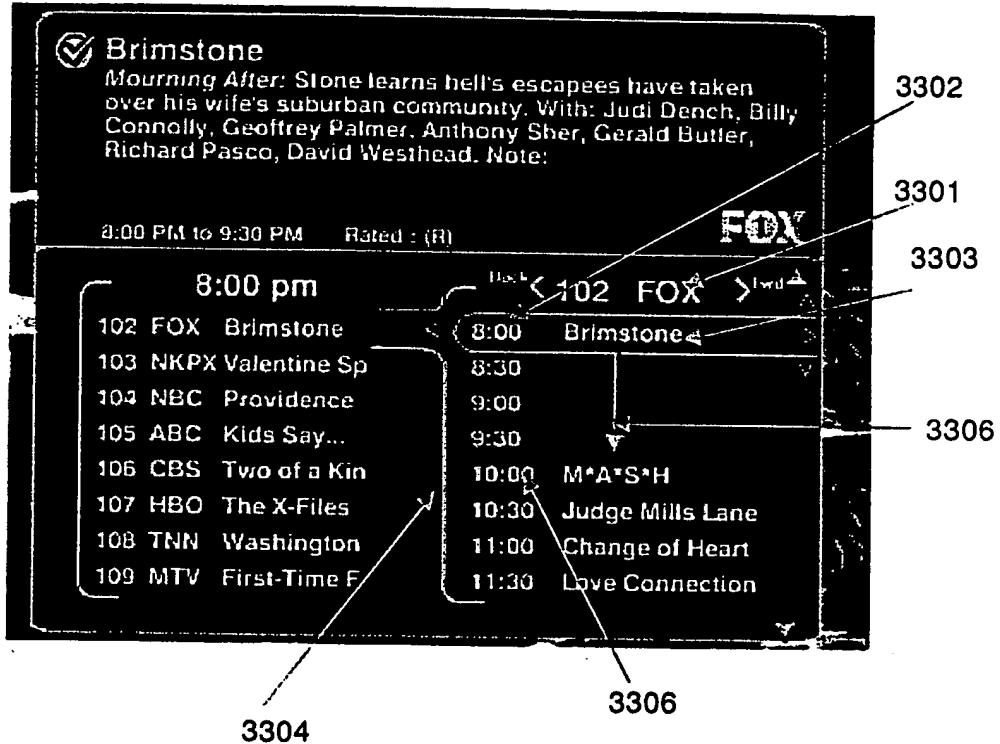 Brimstone
Mourning After: Stone learns hell's escapees have taken
over his wife's suburban community. With: Judi Dench, Billy
Connolly, Geoffrey Palmer, Anthony Sher, Gerald Butler,
Richard Pasco, David Westhead. Note:
8:00 PM to 9:30 PM Rated : (R)
FOX
8:00 pm
102 FOX Brimstone
103 NKPX Valentine Sp
104 NBC Providence
105 ABC Kids Say...
106 CBS Two of a Kin
107 HBO The X-Files
108 TNN Washington
109 MTV First-Time F
Back < 102 FOX > Fwd
8:00 Brimstone
8:30
9:00
9:30
10:00 M*A*S*H
10:30 Judge Mills Lane
11:00 Change of Heart
11:30 Love Connection
3302
3301
3303
3306
3306
3304